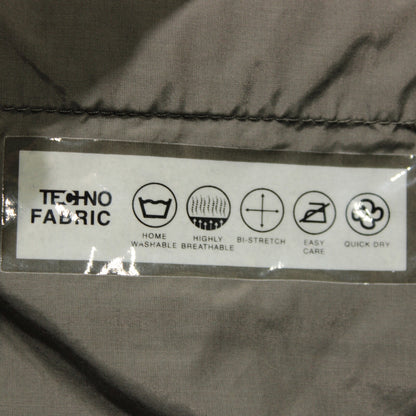 TECHNO
FABRIC
HOME
WASHABLE
HIGHLY
BREATHABLE
BI-STRETCH
EASY
CARE
QUICK DRY